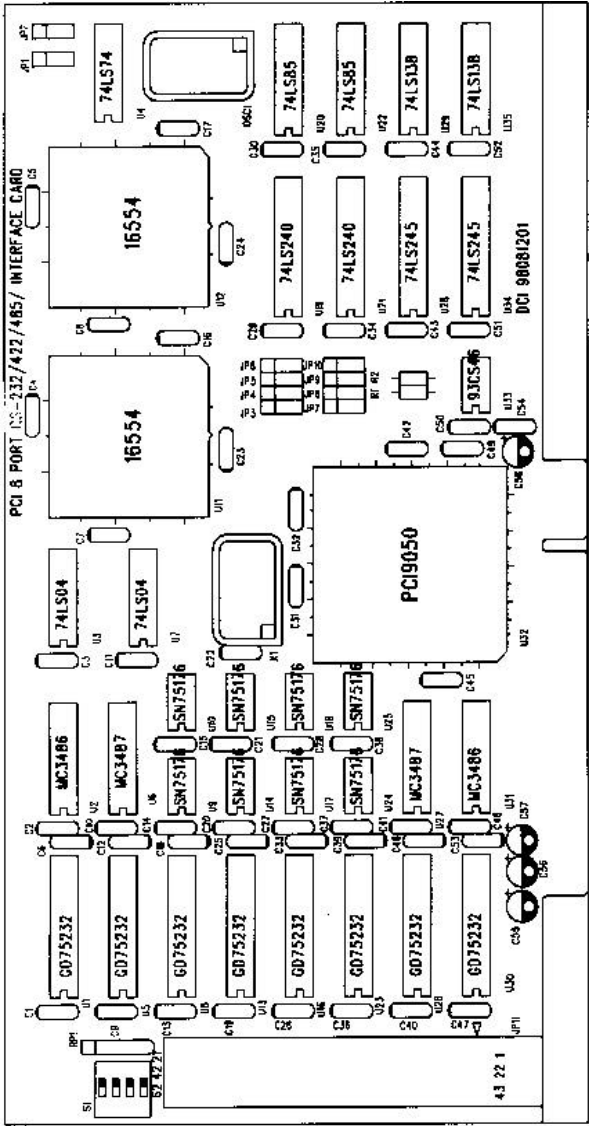 JP2
JP1
74LS74
U4
OSC1
C17
74LS85
74LS85
74LS138
74LS138
U20
U22
U29
U35
C30
C35
C44
C52
PCI 8 PORT RS-232/422/485/ INTERFACE CARD
C5
16554
C24
U12
C8
C16
74LS240
74LS240
74LS245
74LS245
U34
DCI 98081201
C29
C34
C43
C51
C4
16554
C23
U11
C7
JP6
JP5
JP4
JP3
JP10
JP9
JP8
JP7
R2
93CS46
U33
C50
C54
C42
C49
C56
PCI9050
U32
C32
C31
C45
74LS04
74LS04
U3
U7
C3
C11
C22
X1
MC3486
MC3487
SN75176
SN75176
SN75176
SN75176
U10
U15
U18
U25
C15
C21
C28
C38
SN75176
SN75176
SN75176
SN75176
MC3487
MC3486
U2
U6
U9
U14
U17
U24
U27
U31
C2
C10
C14
C20
C27
C37
C41
C46
C57
C6
C12
C18
C25
C33
C39
C48
C53
C56
C58
GD75232
GD75232
GD75232
GD75232
GD75232
GD75232
GD75232
GD75232
U1
U5
U8
U13
U16
U23
U28
U30
C1
C9
C13
C19
C26
C36
C40
C47
JP11
RP1
S1
62 42 21
43 22 1